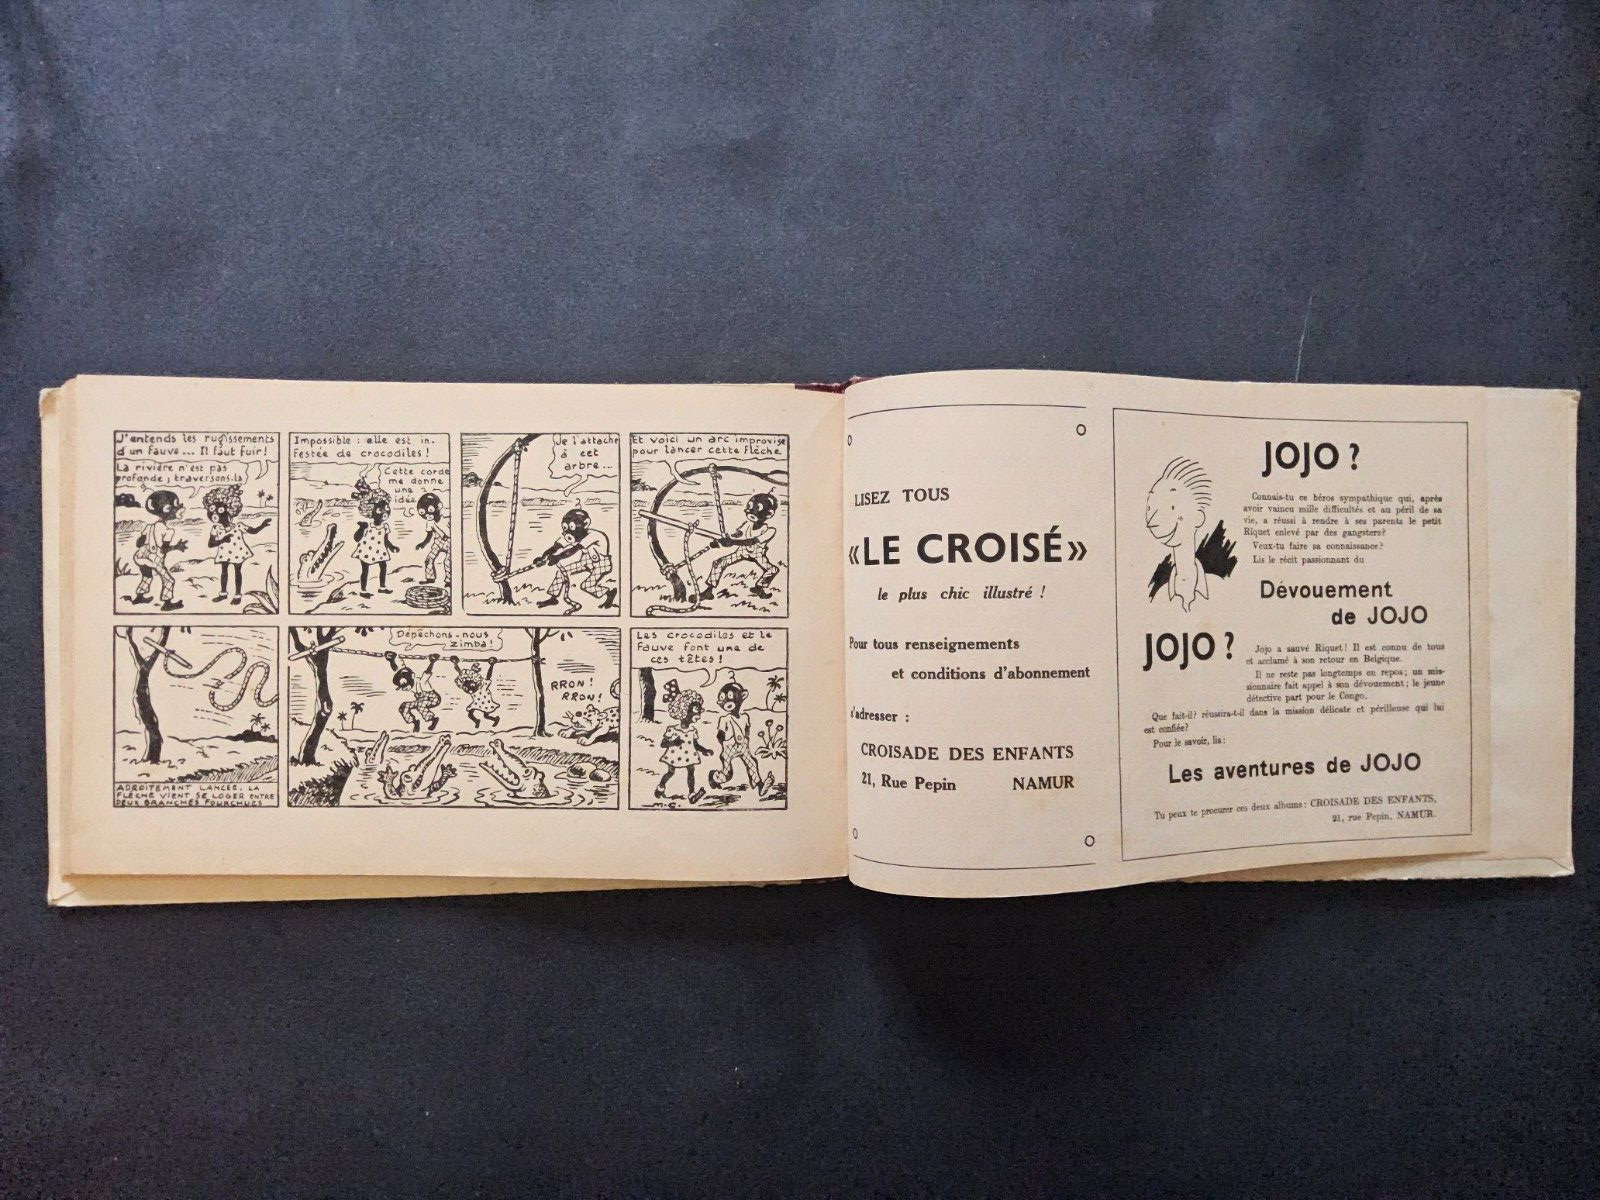 J'entends les rugissements
d'un fauve... Il faut fuir!
La rivière n'est pas
profonde, traversons-la
Impossible : elle est in-
festée de crocodiles !
Cette corde
me donne
une
idée
Je l'attache
à cet
arbre...
Et voici un arc improvisé
pour lancer cette flèche
ADROITEMENT LANCÉE, LA
FLÈCHE VIENT SE LOGER ENTRE
DEUX BRANCHES FOURCHUES
Dépêchons-nous
zimba!
RRON!
RRON!
Les crocodiles et le
fauve font une de
ces têtes!
M.C.
LISEZ TOUS
«LE CROISÉ»
le plus chic illustré !
Pour tous renseignements
et conditions d'abonnement
s'adresser :
CROISADE DES ENFANTS
21, Rue Pepin NAMUR
JOJO ?
Connais-tu ce héros sympathique qui, après
avoir vaincu mille difficultés et au péril de sa
vie, a réussi à rendre à ses parents le petit
Riquet enlevé par des gangsters?
Veux-tu faire sa connaissance?
Lis le récit passionnant du
Dévouement
de JOJO
JOJO ?
Jojo a sauvé Riquet! Il est connu de tous
et acclamé à son retour en Belgique.
Il ne reste pas longtemps en repos; un mis-
sionnaire fait appel à son dévouement; le jeune
détective part pour le Congo.
Que fait-il? réussira-t-il dans la mission délicate et périlleuse qui lui
est confiée?
Pour le savoir, lis:
Les aventures de JOJO
Tu peux te procurer ces deux albums: CROISADE DES ENFANTS,
21, rue Pepin, NAMUR.